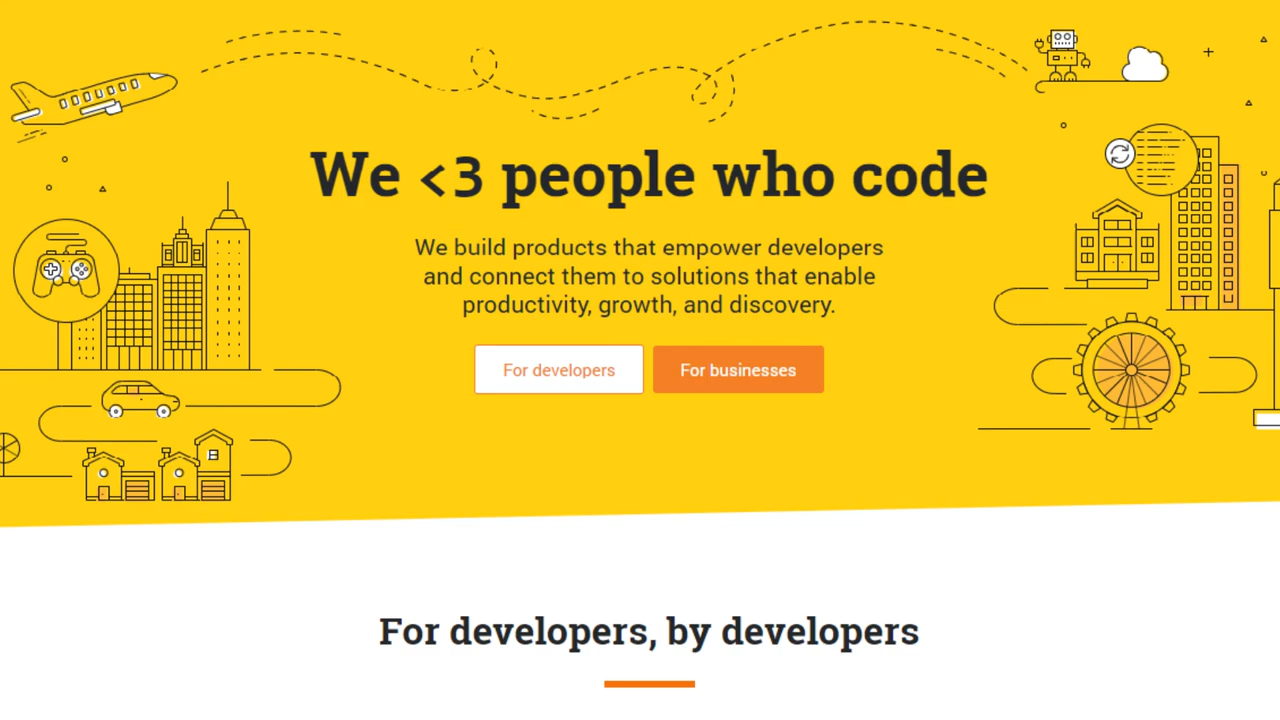 We <3 people who code
We build products that empower developers
and connect them to solutions that enable
productivity, growth, and discovery.
For developers
For businesses
For developers, by developers